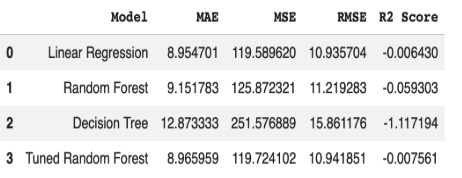 Model MAE MSE RMSE R2 Score
0 Linear Regression 8.954701 119.589620 10.935704 -0.006430
1 Random Forest 9.151783 125.872321 11.219283 -0.059303
2 Decision Tree 12.873333 251.576889 15.861176 -1.117194
3 Tuned Random Forest 8.965959 119.724102 10.941851 -0.007561